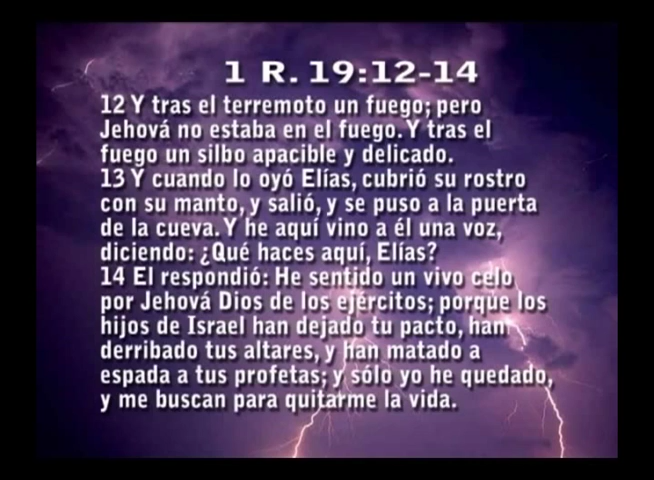 1 R. 19:12-14
12 Y tras el terremoto un fuego; pero
Jehová no estaba en el fuego. Y tras el
fuego un silbo apacible y delicado.
13 Y cuando lo oyó Elías, cubrió su rostro
con su manto, y salió, y se puso a la puerta
de la cueva. Y he aquí vino a él una voz,
diciendo: ¿Qué haces aquí, Elías?
14 El respondió: He sentido un vivo celo
por Jehová Dios de los ejércitos; porque los
hijos de Israel han dejado tu pacto, han
derribado tus altares, y han matado a
espada a tus profetas; y sólo yo he quedado,
y me buscan para quitarme la vida.